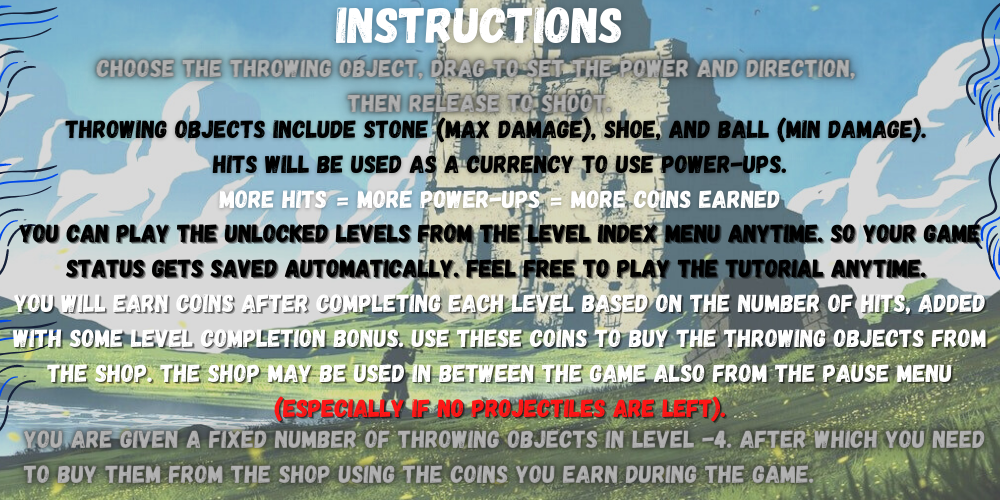 INSTRUCTIONS
CHOOSE THE THROWING OBJECT, DRAG TO SET THE POWER AND DIRECTION,
THEN RELEASE TO SHOOT.
THROWING OBJECTS INCLUDE STONE (MAX DAMAGE), SHOE, AND BALL (MIN DAMAGE).
HITS WILL BE USED AS A CURRENCY TO USE POWER-UPS.
MORE HITS = MORE POWER-UPS = MORE COINS EARNED
YOU CAN PLAY THE UNLOCKED LEVELS FROM THE LEVEL INDEX MENU ANYTIME. SO YOUR GAME
STATUS GETS SAVED AUTOMATICALLY. FEEL FREE TO PLAY THE TUTORIAL ANYTIME.
YOU WILL EARN COINS AFTER COMPLETING EACH LEVEL BASED ON THE NUMBER OF HITS, ADDED
WITH SOME LEVEL COMPLETION BONUS. USE THESE COINS TO BUY THE THROWING OBJECTS FROM
THE SHOP. THE SHOP MAY BE USED IN BETWEEN THE GAME ALSO FROM THE PAUSE MENU
(ESPECIALLY IF NO PROJECTILES ARE LEFT).
YOU ARE GIVEN A FIXED NUMBER OF THROWING OBJECTS IN LEVEL -4. AFTER WHICH YOU NEED
TO BUY THEM FROM THE SHOP USING THE COINS YOU EARN DURING THE GAME.